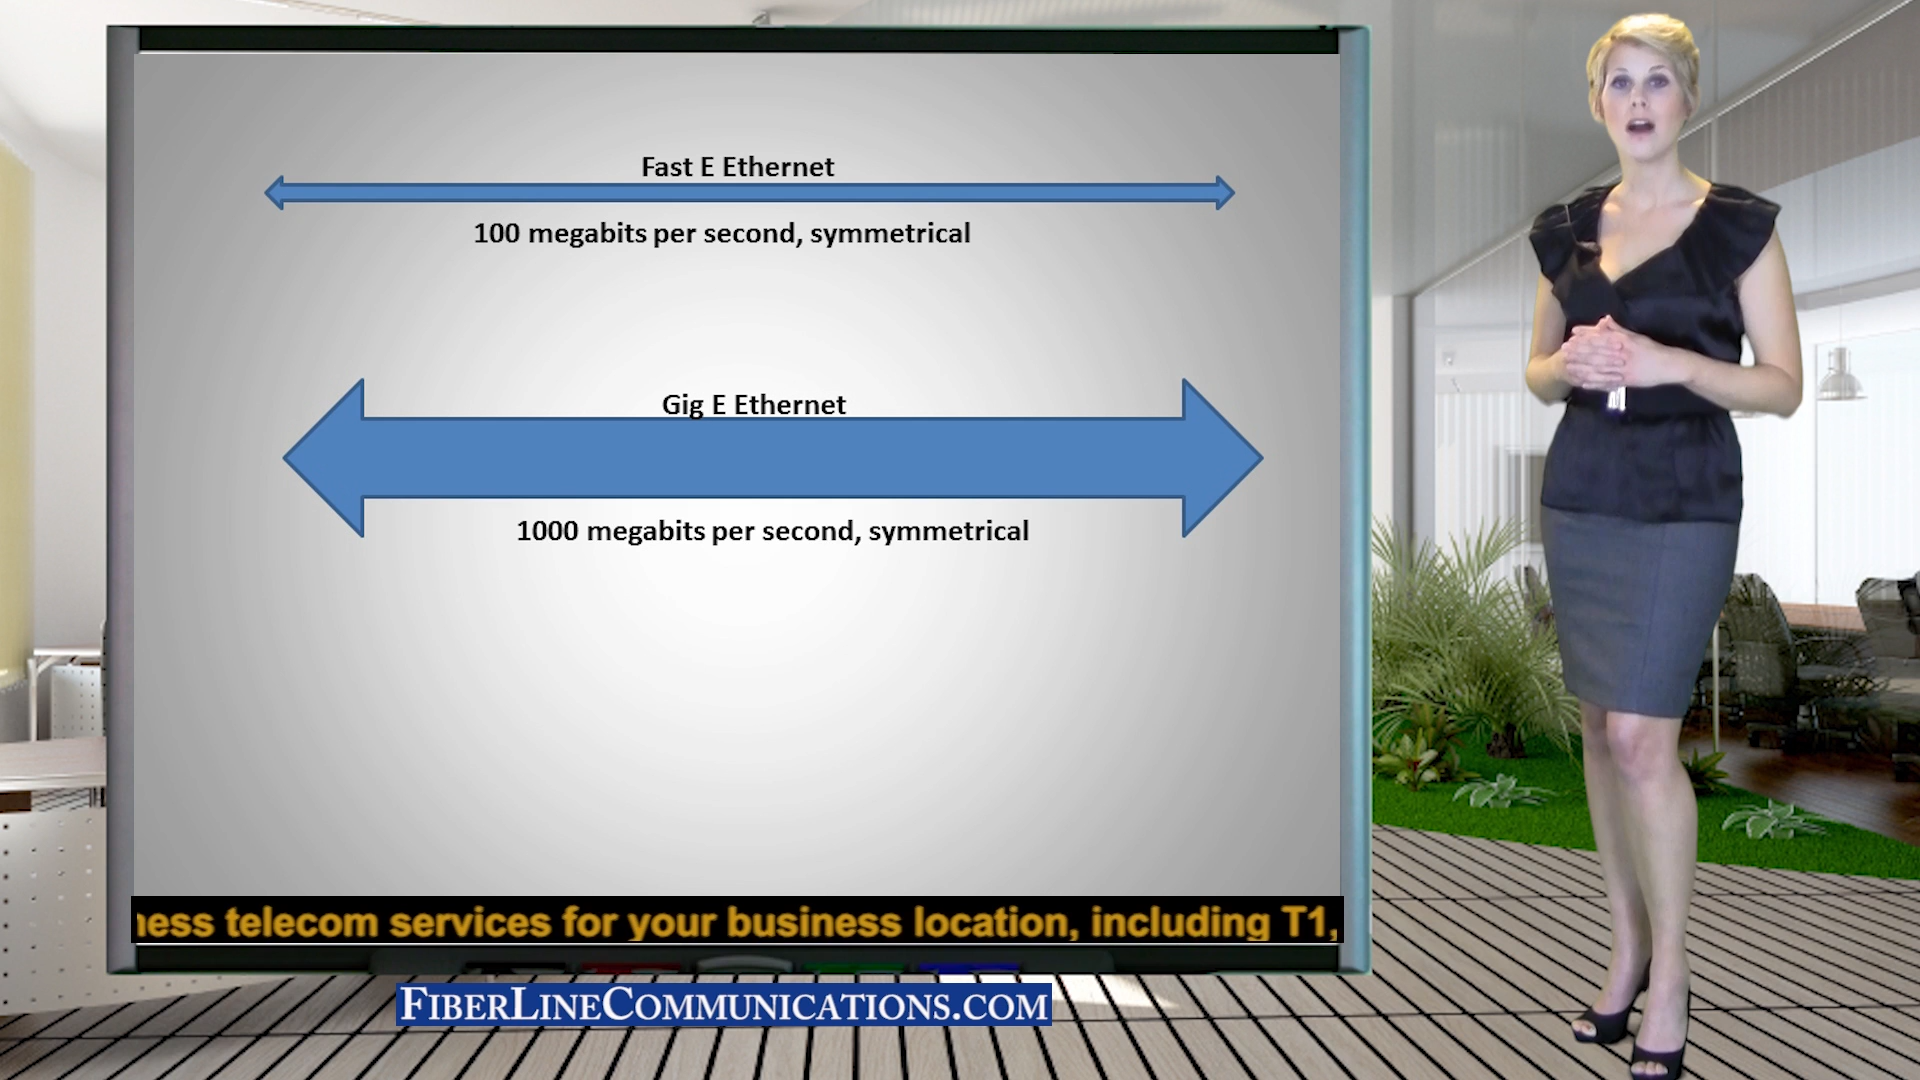 Fast E Ethernet
100 megabits per second, symmetrical
Gig E Ethernet
1000 megabits per second, symmetrical
telecom services for your business location, including T1,
FIBERLINECOMMUNICATIONS.COM